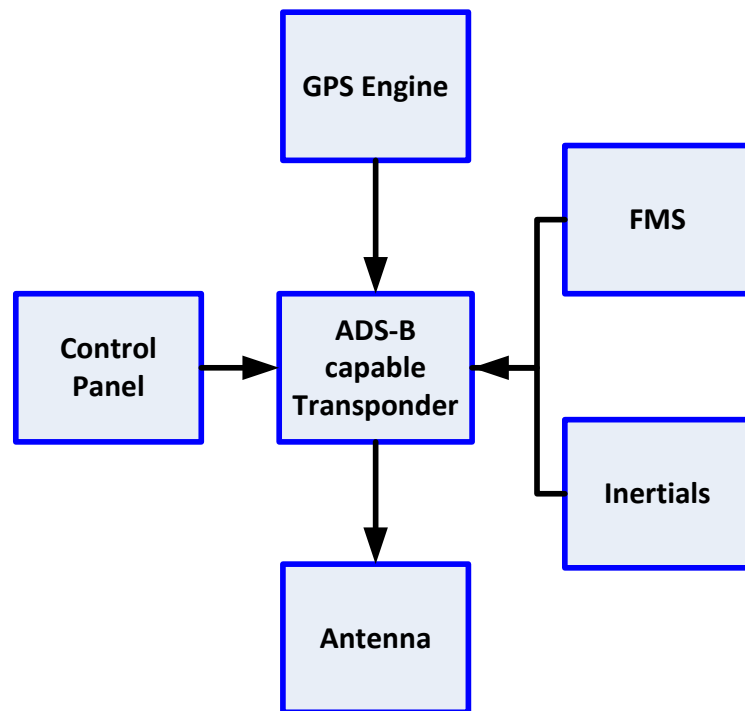 GPS Engine
FMS
Control
Panel
ADS-B
capable
Transponder
Inertials
Antenna